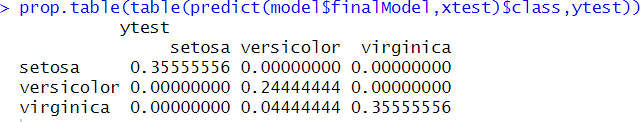 > prop.table(table(predict(model$finalModel,xtest)$class,ytest))
ytest
setosa versicolor virginica
setosa 0.35555556 0.00000000 0.00000000
versicolor 0.00000000 0.24444444 0.00000000
virginica 0.00000000 0.04444444 0.35555556